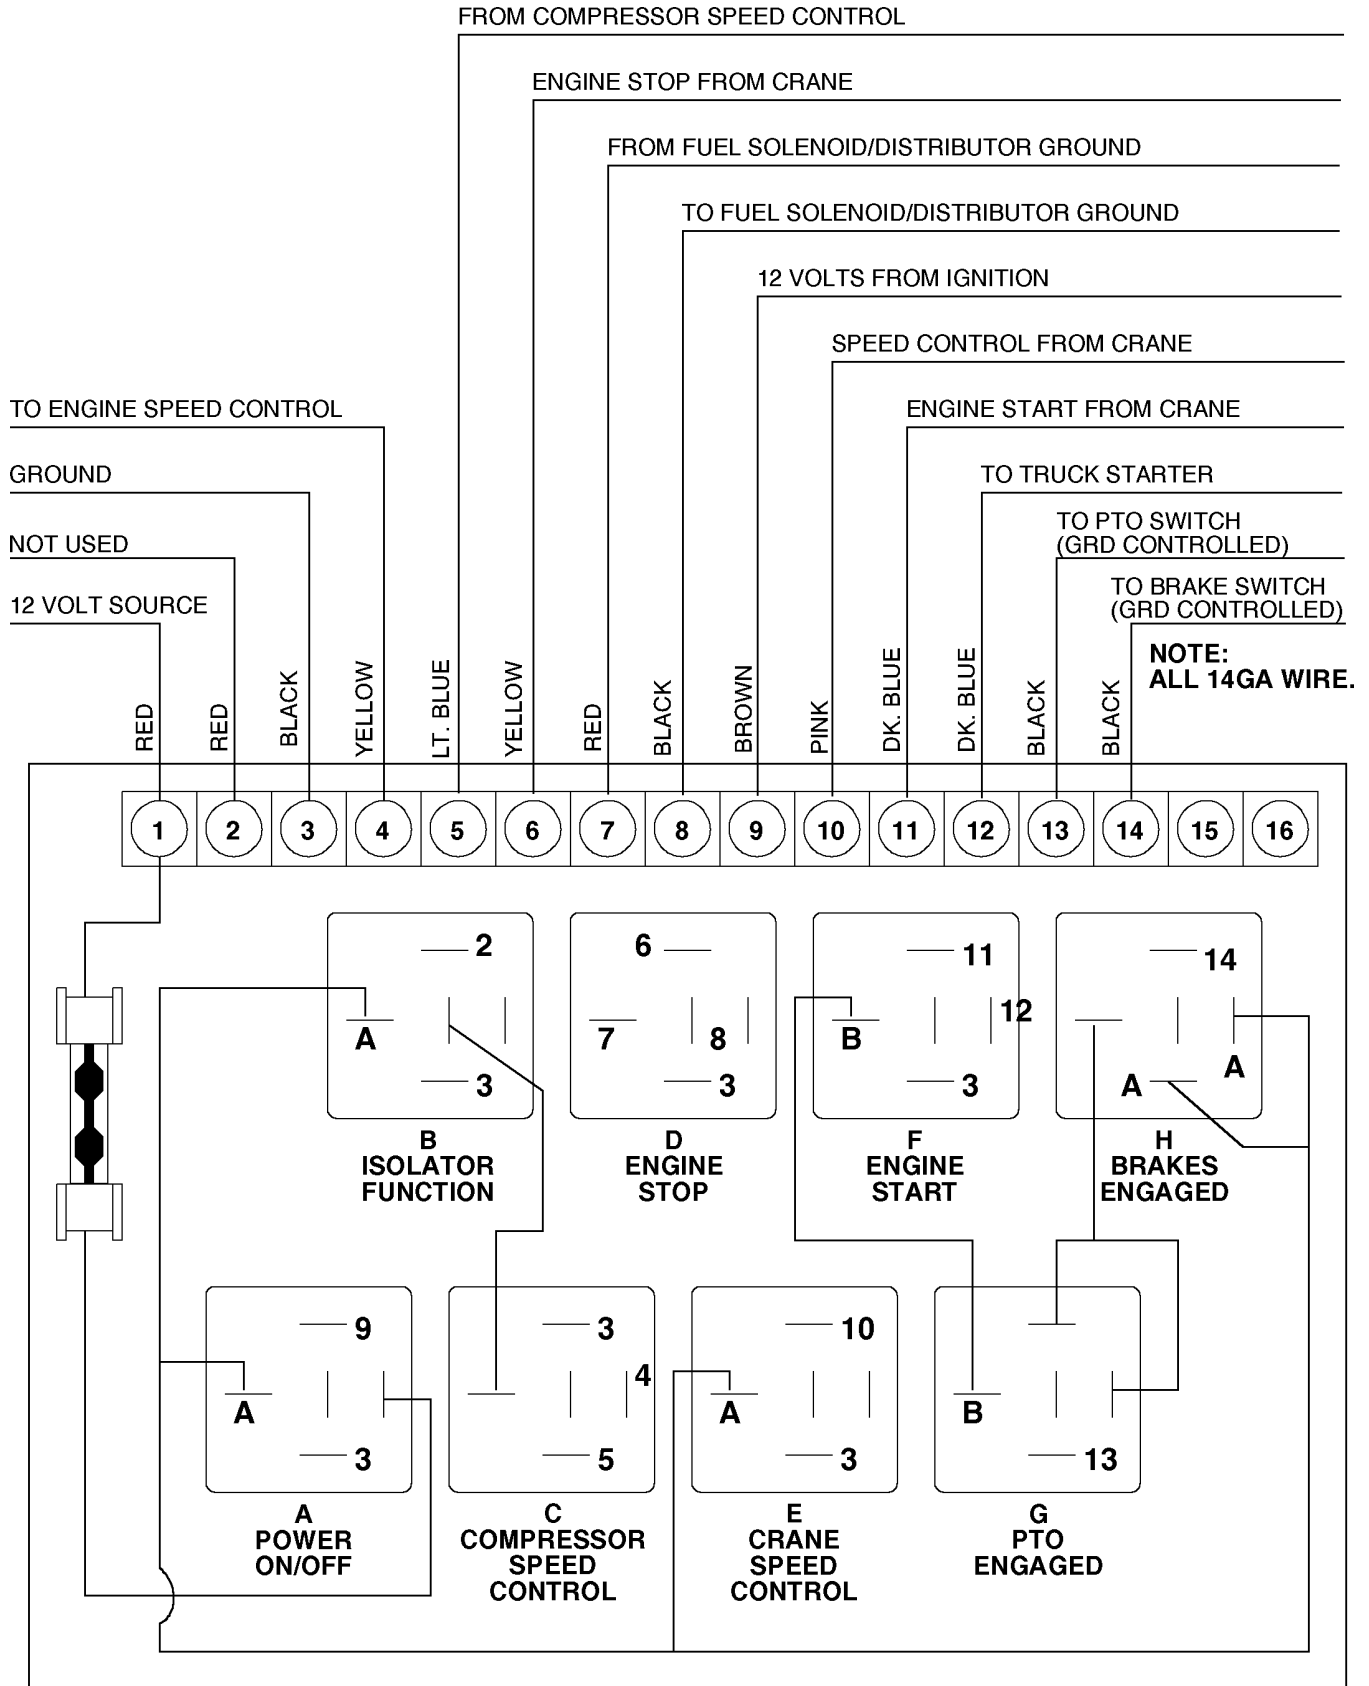 FROM COMPRESSOR SPEED CONTROL
ENGINE STOP FROM CRANE
FROM FUEL SOLENOID/DISTRIBUTOR GROUND
TO FUEL SOLENOID/DISTRIBUTOR GROUND
12 VOLTS FROM IGNITION
SPEED CONTROL FROM CRANE
TO ENGINE SPEED CONTROL
ENGINE START FROM CRANE
GROUND
TO TRUCK STARTER
TO PTO SWITCH
(GRD CONTROLLED)
NOT USED
TO BRAKE SWITCH
(GRD CONTROLLED)
12 VOLT SOURCE
NOTE:
ALL 14GA WIRE.
RED
RED
BLACK
YELLOW
LT. BLUE
YELLOW
RED
BLACK
BROWN
PINK
DK. BLUE
DK. BLUE
BLACK
BLACK
1 2 3 4 5 6 7 8 9 10 11 12 13 14 15 16
2
A
3
B
ISOLATOR
FUNCTION
6
7
8
3
D
ENGINE
STOP
11
12
B
3
F
ENGINE
START
14
A
A
H
BRAKES
ENGAGED
9
A
3
A
POWER
ON/OFF
3
4
5
C
COMPRESSOR
SPEED
CONTROL
10
A
3
E
CRANE
SPEED
CONTROL
B
13
G
PTO
ENGAGED